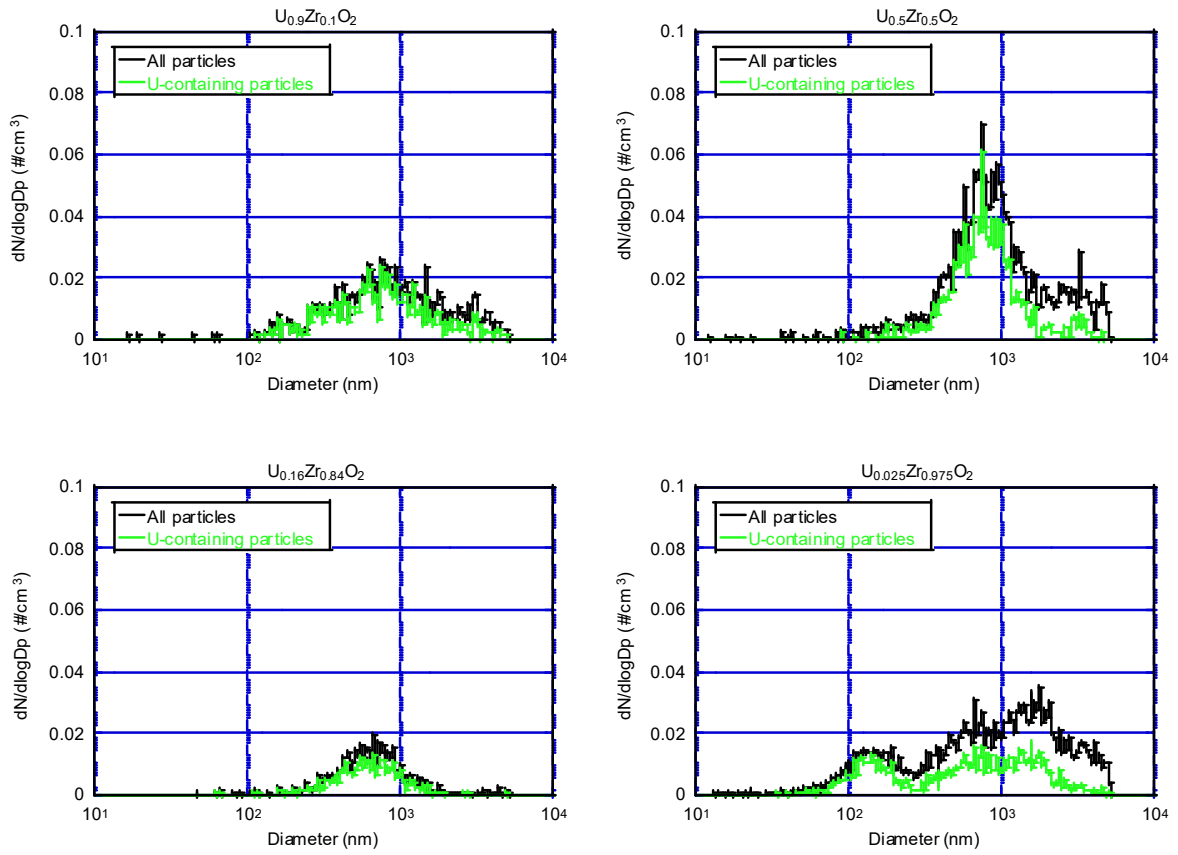 U0.9Zr0.1O2
0.1
0.08
0.06
0.04
0.02
0
dN/dlogDp (#/cm3)
All particles
U-containing particles
101 102 103 104
Diameter (nm)
U0.5Zr0.5O2
0.1
0.08
0.06
0.04
0.02
0
dN/dlogDp (#/cm3)
All particles
U-containing particles
101 102 103 104
Diameter (nm)
U0.16Zr0.84O2
0.1
0.08
0.06
0.04
0.02
0
dN/dlogDp (#/cm3)
All particles
U-containing particles
101 102 103 104
Diameter (nm)
U0.025Zr0.975O2
0.1
0.08
0.06
0.04
0.02
0
dN/dlogDp (#/cm3)
All particles
U-containing particles
101 102 103 104
Diameter (nm)